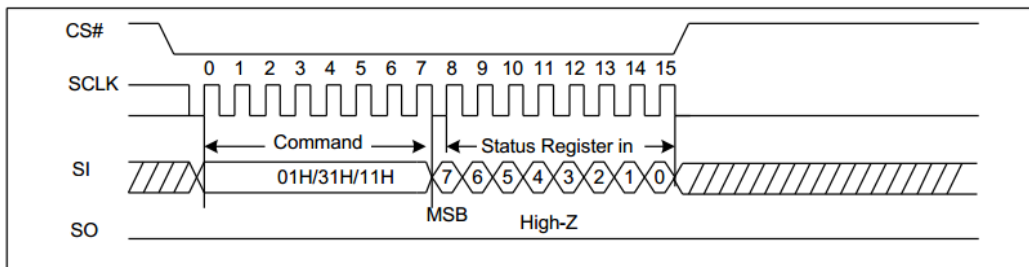 CS#
0 1 2 3 4 5 6 7 8 9 10 11 12 13 14 15
SCLK
Command Status Register in
SI 01H/31H/11H 7 6 5 4 3 2 1 0
MSB High-Z
SO